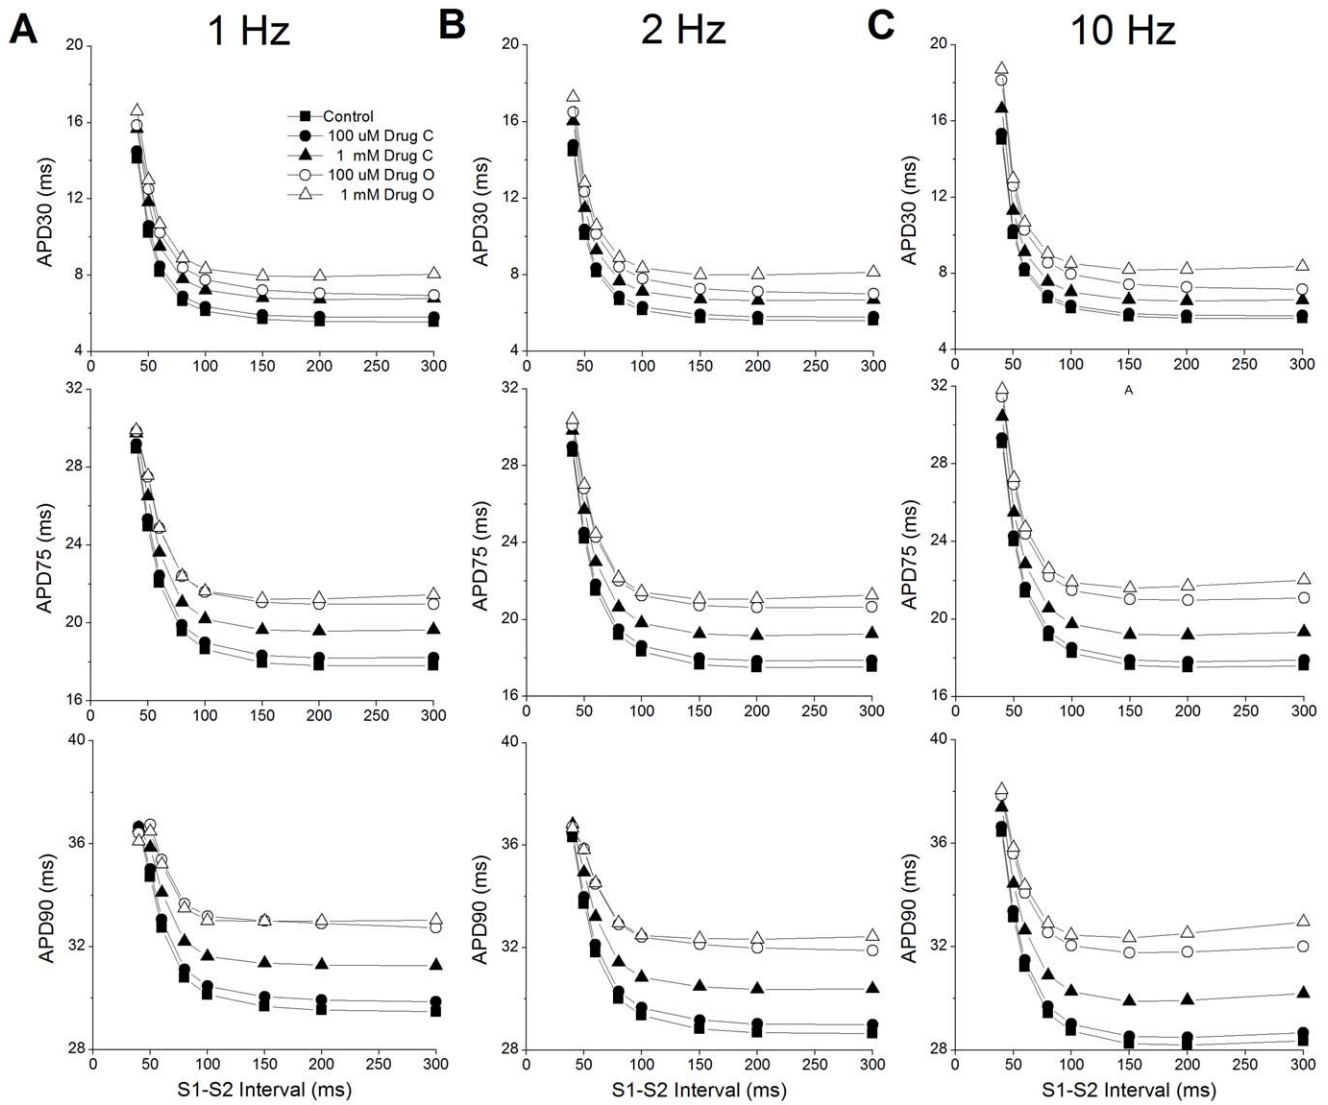 A 1 Hz B 2 Hz C 10 Hz
20
16
12
8
4
APD30 (ms)
0 50 100 150 200 250 300
Control
100 uM Drug C
1 mM Drug C
100 uM Drug O
1 mM Drug O
20
16
12
8
4
APD30 (ms)
0 50 100 150 200 250 300
20
16
12
8
4
APD30 (ms)
0 50 100 150 200 250 300
32
28
24
20
16
APD75 (ms)
0 50 100 150 200 250 300
32
28
24
20
16
APD75 (ms)
0 50 100 150 200 250 300
A
32
28
24
20
16
APD75 (ms)
0 50 100 150 200 250 300
40
36
32
28
APD90 (ms)
0 50 100 150 200 250 300
S1-S2 Interval (ms)
40
36
32
28
APD90 (ms)
0 50 100 150 200 250 300
S1-S2 Interval (ms)
40
36
32
28
APD90 (ms)
0 50 100 150 200 250 300
S1-S2 Interval (ms)